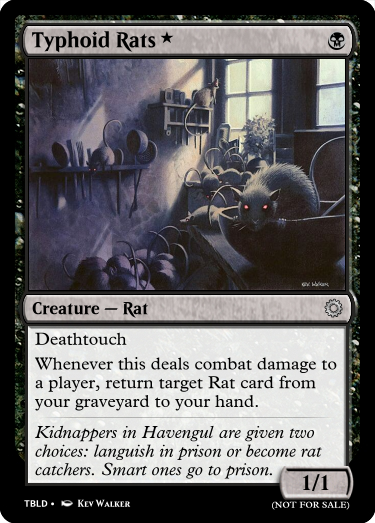 Typhoid Rats ★
Creature — Rat
Deathtouch
Whenever this deals combat damage to
a player, return target Rat card from
your graveyard to your hand.
Kidnappers in Havengul are given two
choices: languish in prison or become rat
catchers. Smart ones go to prison.
1/1
TBLD • Kev Walker
(NOT FOR SALE)